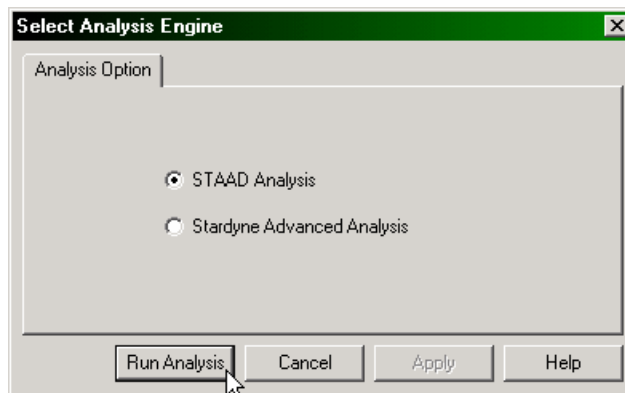 Select Analysis Engine
Analysis Option
STAAD Analysis
Stardyne Advanced Analysis
Run Analysis Cancel Apply Help